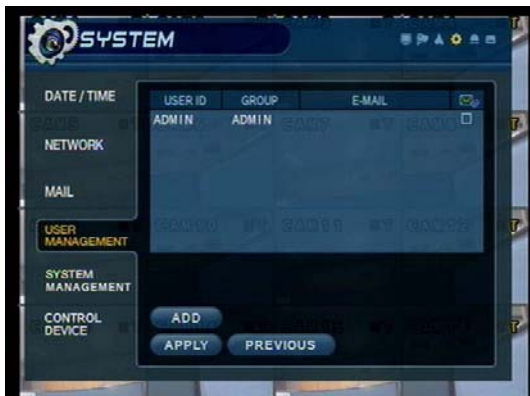 SYSTEM
DATE / TIME
USER ID GROUP E-MAIL
ADMIN ADMIN
NETWORK
MAIL
USER
MANAGEMENT
SYSTEM
MANAGEMENT
CONTROL
DEVICE
ADD
APPLY PREVIOUS